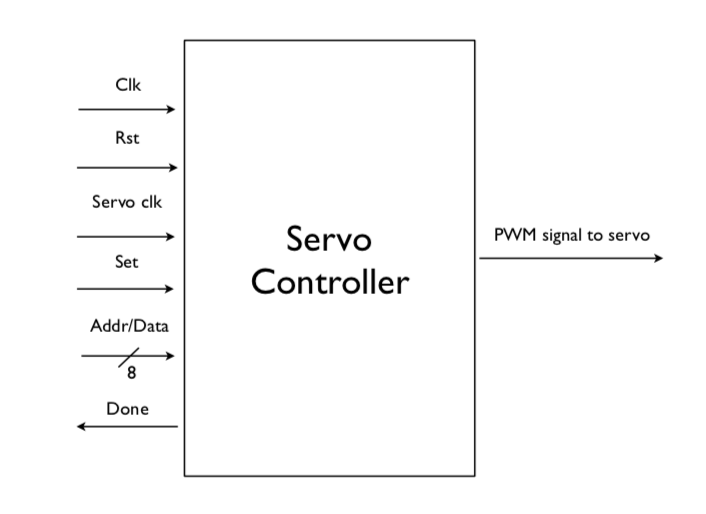 Clk
Rst
Servo clk
Set
Addr/Data
8
Done
Servo
Controller
PWM signal to servo